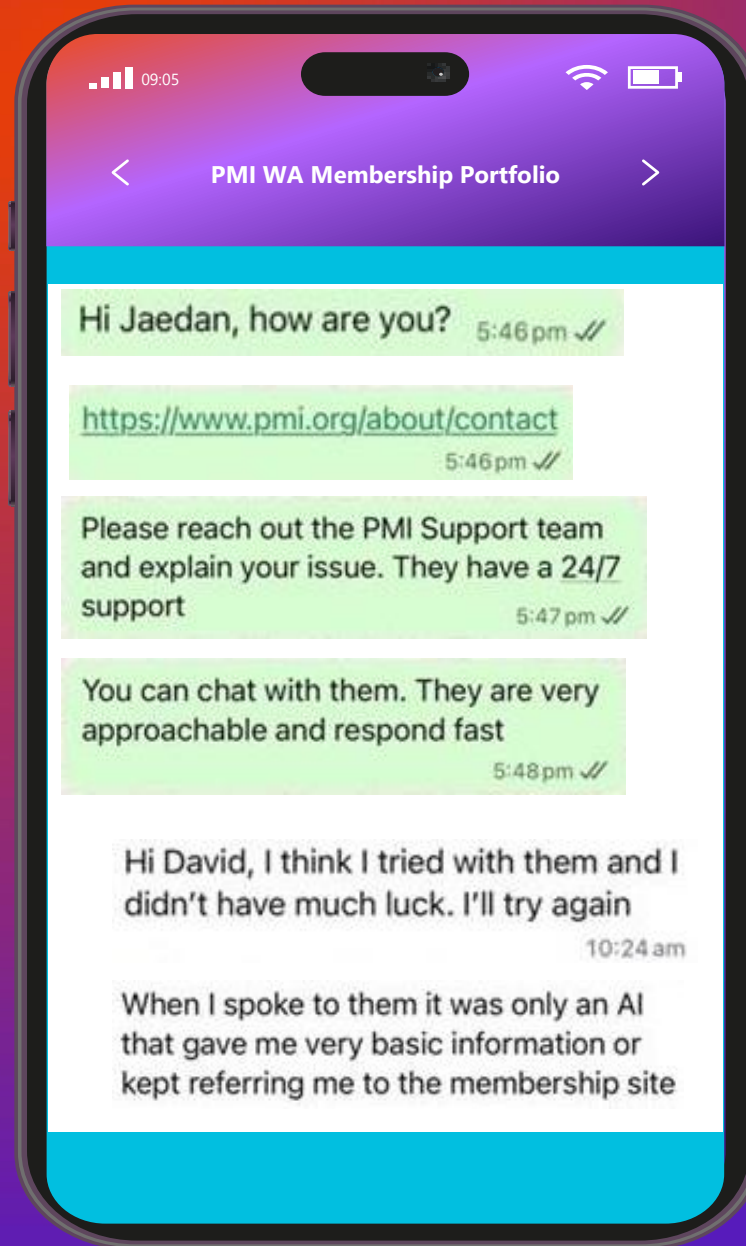 09:05
PMI WA Membership Portfolio
Hi Jaedan, how are you?
5:46 pm
https://www.pmi.org/about/contact
5:46 pm
Please reach out the PMI Support team
and explain your issue. They have a 24/7
support
5:47 pm
You can chat with them. They are very
approachable and respond fast
5:48 pm
Hi David, I think I tried with them and I
didn't have much luck. I'll try again
10:24 am
When I spoke to them it was only an AI
that gave me very basic information or
kept referring me to the membership site